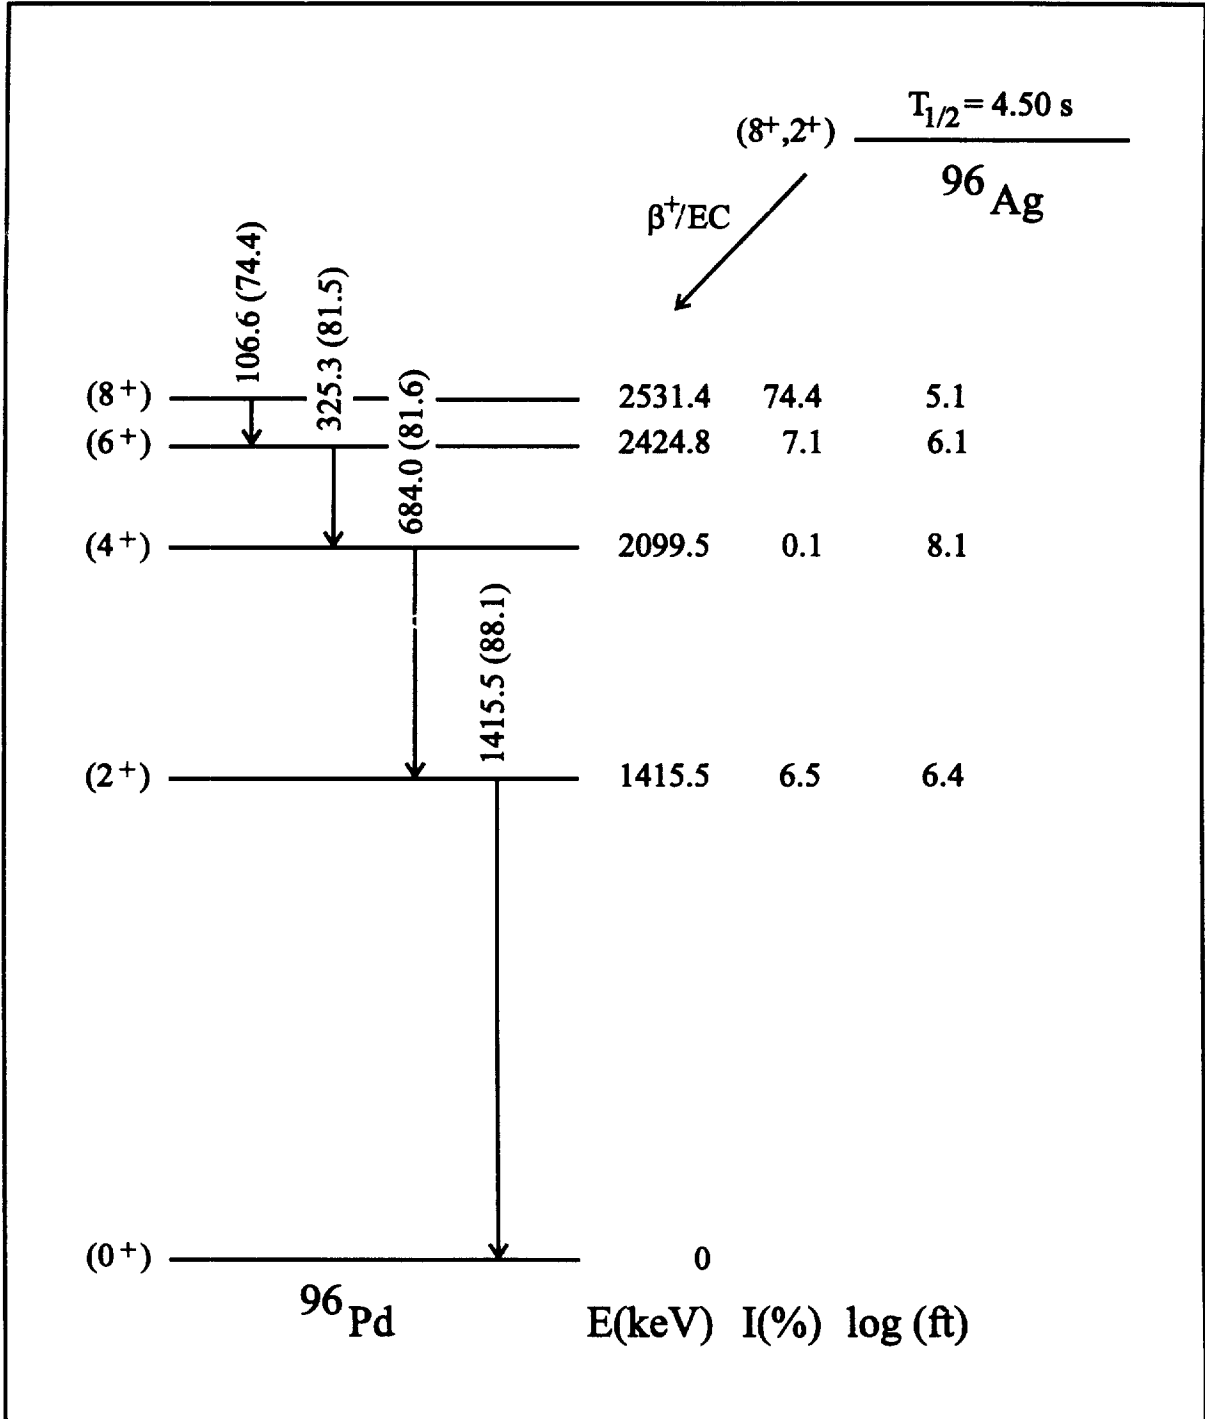 T1/2 = 4.50 s
(8+,2+)
96Ag
β+/EC
106.6 (74.4)
325.3 (81.5)
684.0 (81.6)
1415.5 (88.1)
(8+) 2531.4 74.4 5.1
(6+) 2424.8 7.1 6.1
(4+) 2099.5 0.1 8.1
(2+) 1415.5 6.5 6.4
(0+) 0
96Pd
E(keV) I(%) log (ft)